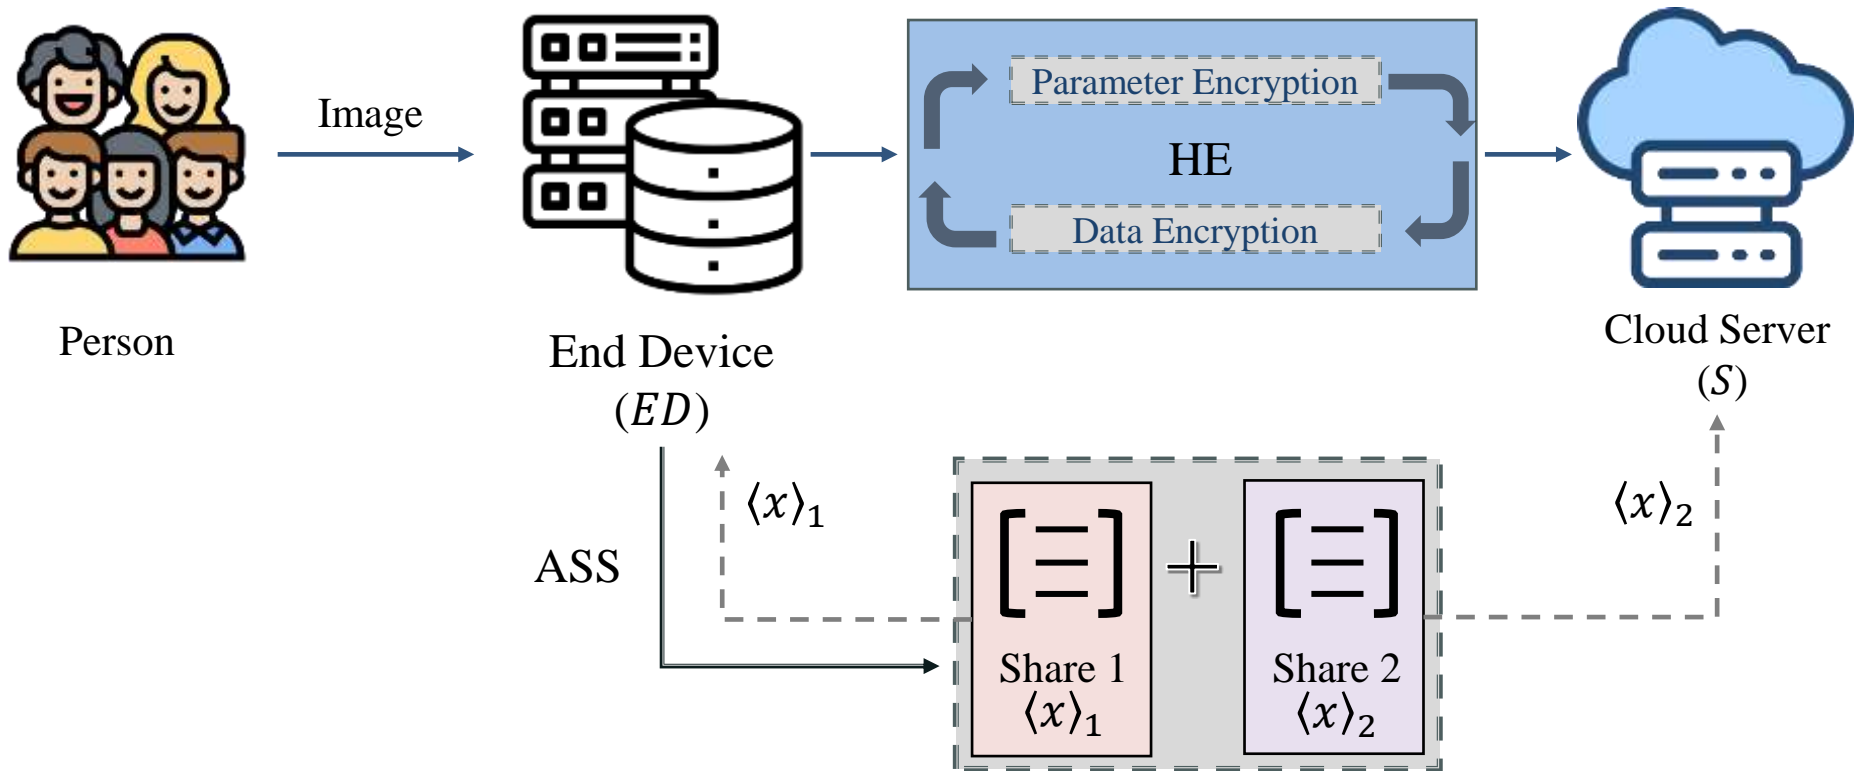 Image
Parameter Encryption
HE
Data Encryption
Person
End Device
(ED)
Cloud Server
(S)
ASS
⟨x⟩₁
⟨x⟩₂
+
Share 1
⟨x⟩₁
Share 2
⟨x⟩₂